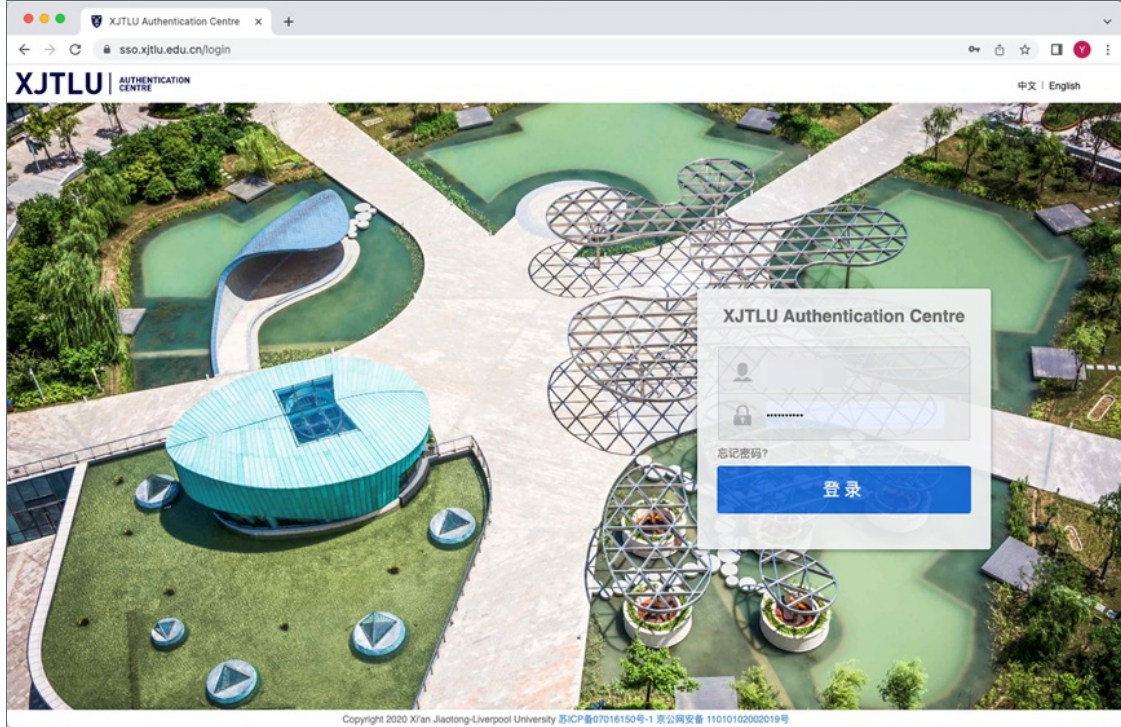 XJTLU Authentication Centre
sso.xjtlu.edu.cn/login
Y
XJTLU AUTHENTICATION
CENTRE
中文 | English
XJTLU Authentication Centre
••••••••••
忘记密码?
登录
Copyright 2020 Xi'an Jiaotong-Liverpool University 苏ICP备07016150号-1 京公网安备 11010102002019号